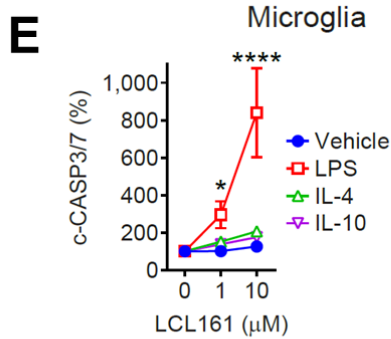 E
Microglia
c-CASP3/7 (%)
1,000
800
600
400
200
0
*
****
0 1 10
LCL161 (μM)
Vehicle
LPS
IL-4
IL-10